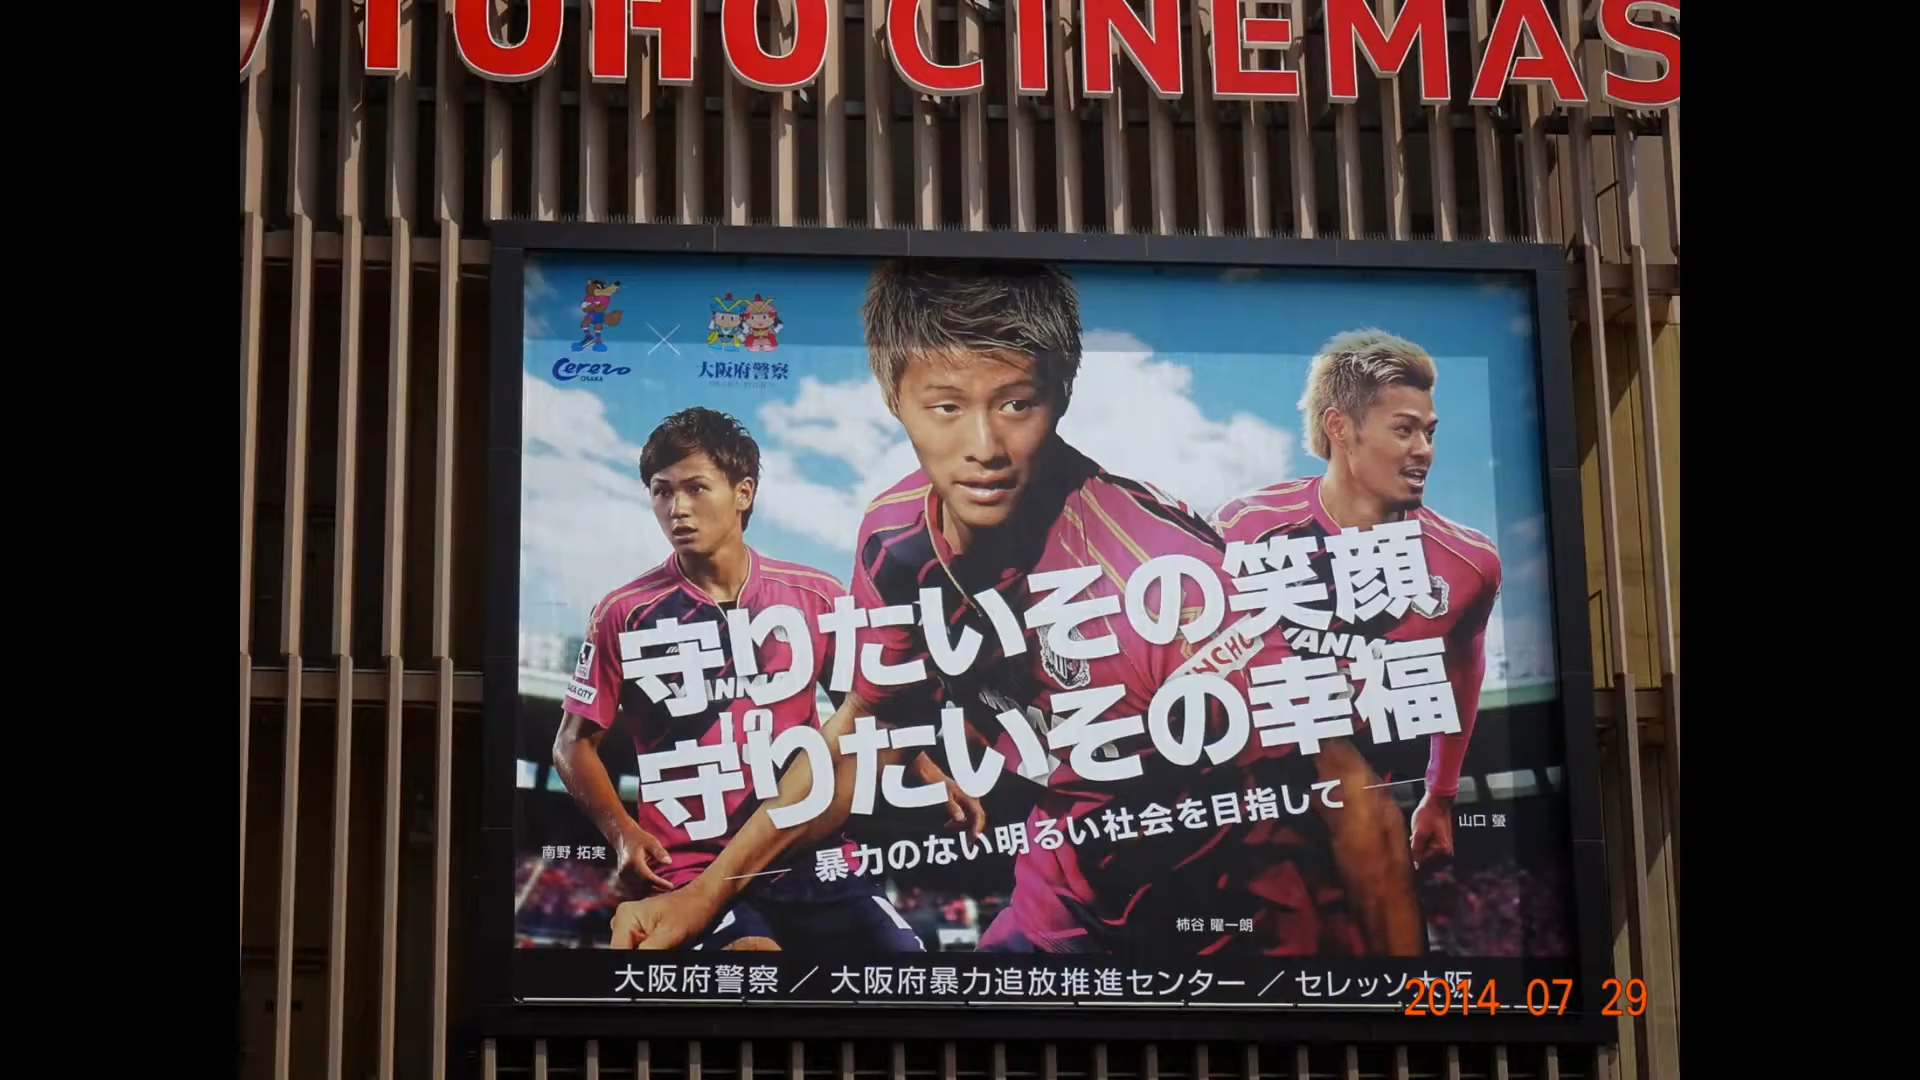 TOHO CINEMAS
Cerezo
OSAKA
大阪府警察
守りたいその笑顔
守りたいその幸福
暴力のない明るい社会を目指して
南野 拓実
山口 螢
柿谷 曜一朗
大阪府警察 / 大阪府暴力追放推進センター / セレッソ大阪
2014 07 29